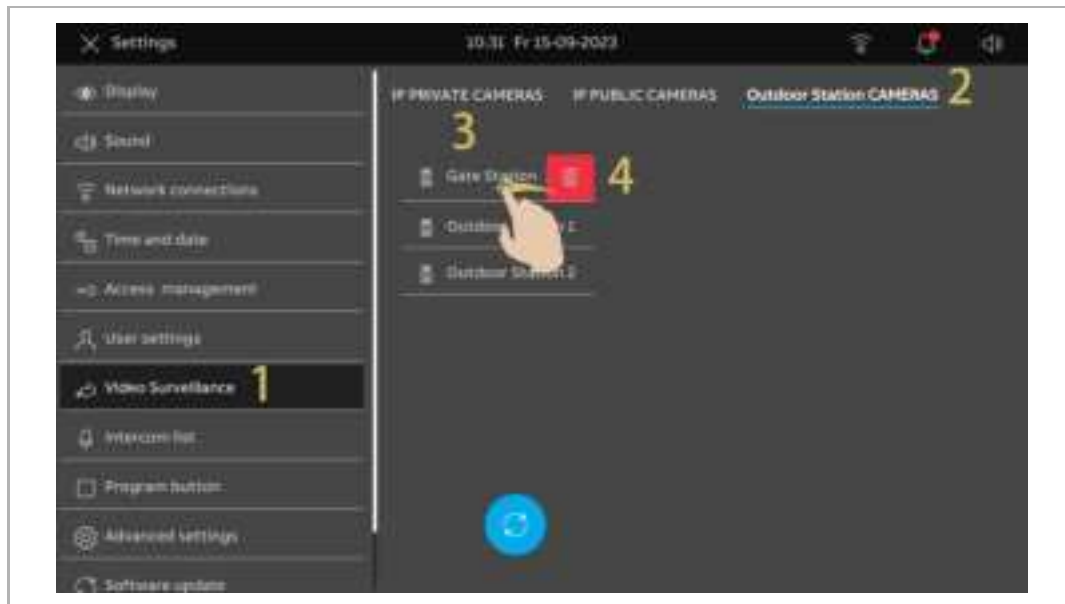 Settings
10:31 Fr 15-09-2023
Display
Sound
Network connections
Time and date
Access management
User settings
Video Surveillance
1
Intercom list
Program button
Advanced settings
Software update
IP PRIVATE CAMERAS
IP PUBLIC CAMERAS
Outdoor Station CAMERAS
2
3
Gate Station
4
Outdoor Station 2